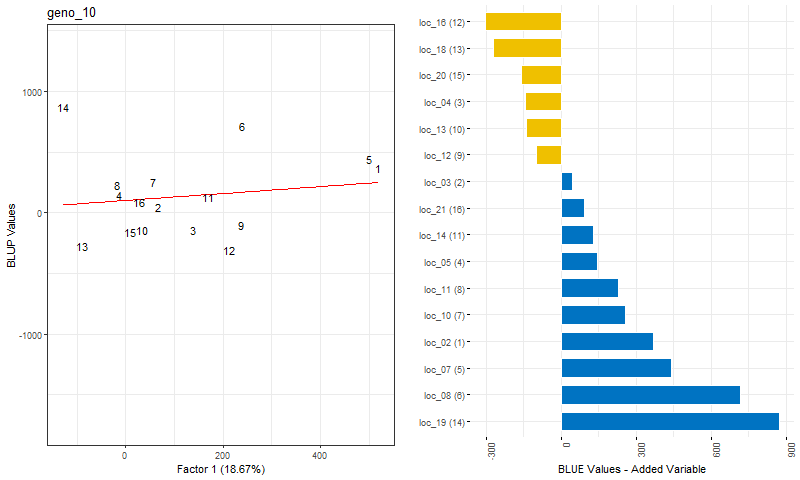 geno_10
BLUP Values
1000
0
-1000
14
6
5
1
8
7
4
11
16
2
15
10
3
9
13
12
0
200
400
Factor 1 (18.67%)
loc_16 (12)
loc_18 (13)
loc_20 (15)
loc_04 (3)
loc_13 (10)
loc_12 (9)
loc_03 (2)
loc_21 (16)
loc_14 (11)
loc_05 (4)
loc_11 (8)
loc_10 (7)
loc_02 (1)
loc_07 (5)
loc_08 (6)
loc_19 (14)
-300
0
300
600
900
BLUE Values - Added Variable